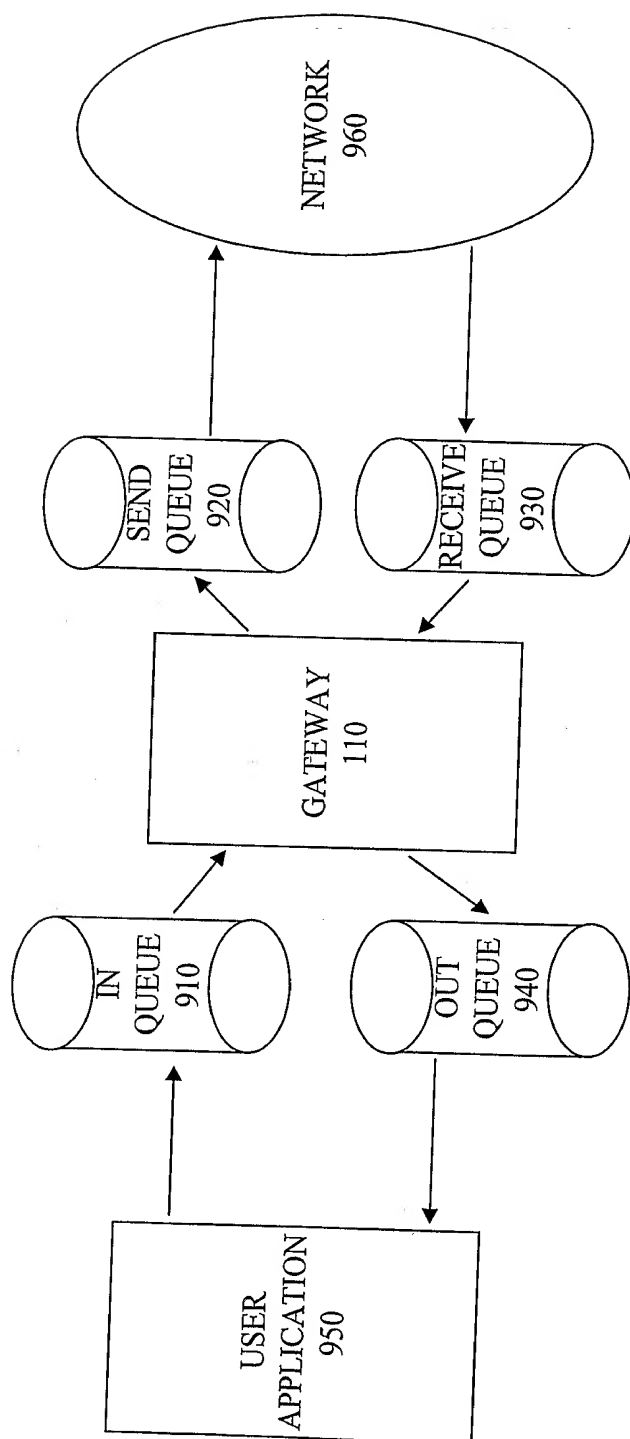 USER
APPLICATION
950
IN
QUEUE
910
OUT
QUEUE
940
GATEWAY
110
SEND
QUEUE
920
RECEIVE
QUEUE
930
NETWORK
960